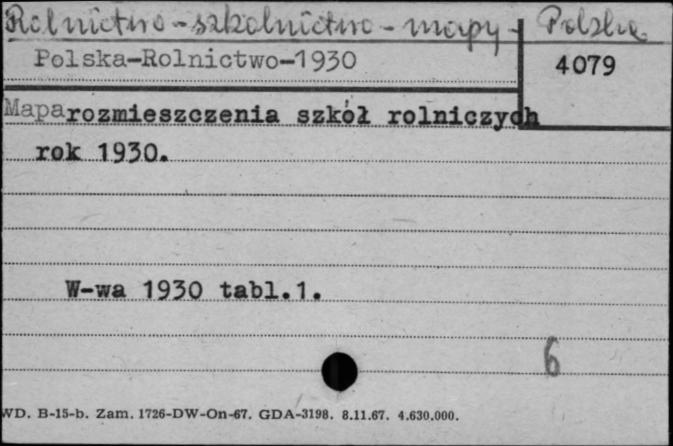 Rolnictwo - szkolnictwo - mapy - Polska
Polska-Rolnictwo-1930
4079
Mapa rozmieszczenia szkół rolniczych
rok 1930.
W-wa 1930 tabl.1.
6
WD. B-15-b. Zam. 1726-DW-On-67. GDA-3198. 8.11.67. 4.630.000.